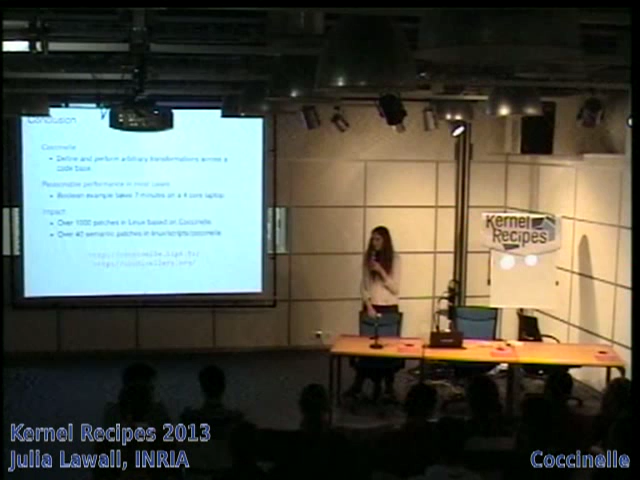 Conclusion
Coccinelle
Define and perform arbitrary transformations across a
code base.
Reasonable performance in most cases
Boolean example takes 7 minutes on a 4 core laptop.
Impact
Over 1000 patches in Linux based on Coccinelle
Over 40 semantic patches in linux/scripts/coccinelle
Kernel
Recipes
Kernel Recipes 2013
Julia Lawall, INRIA
Coccinelle